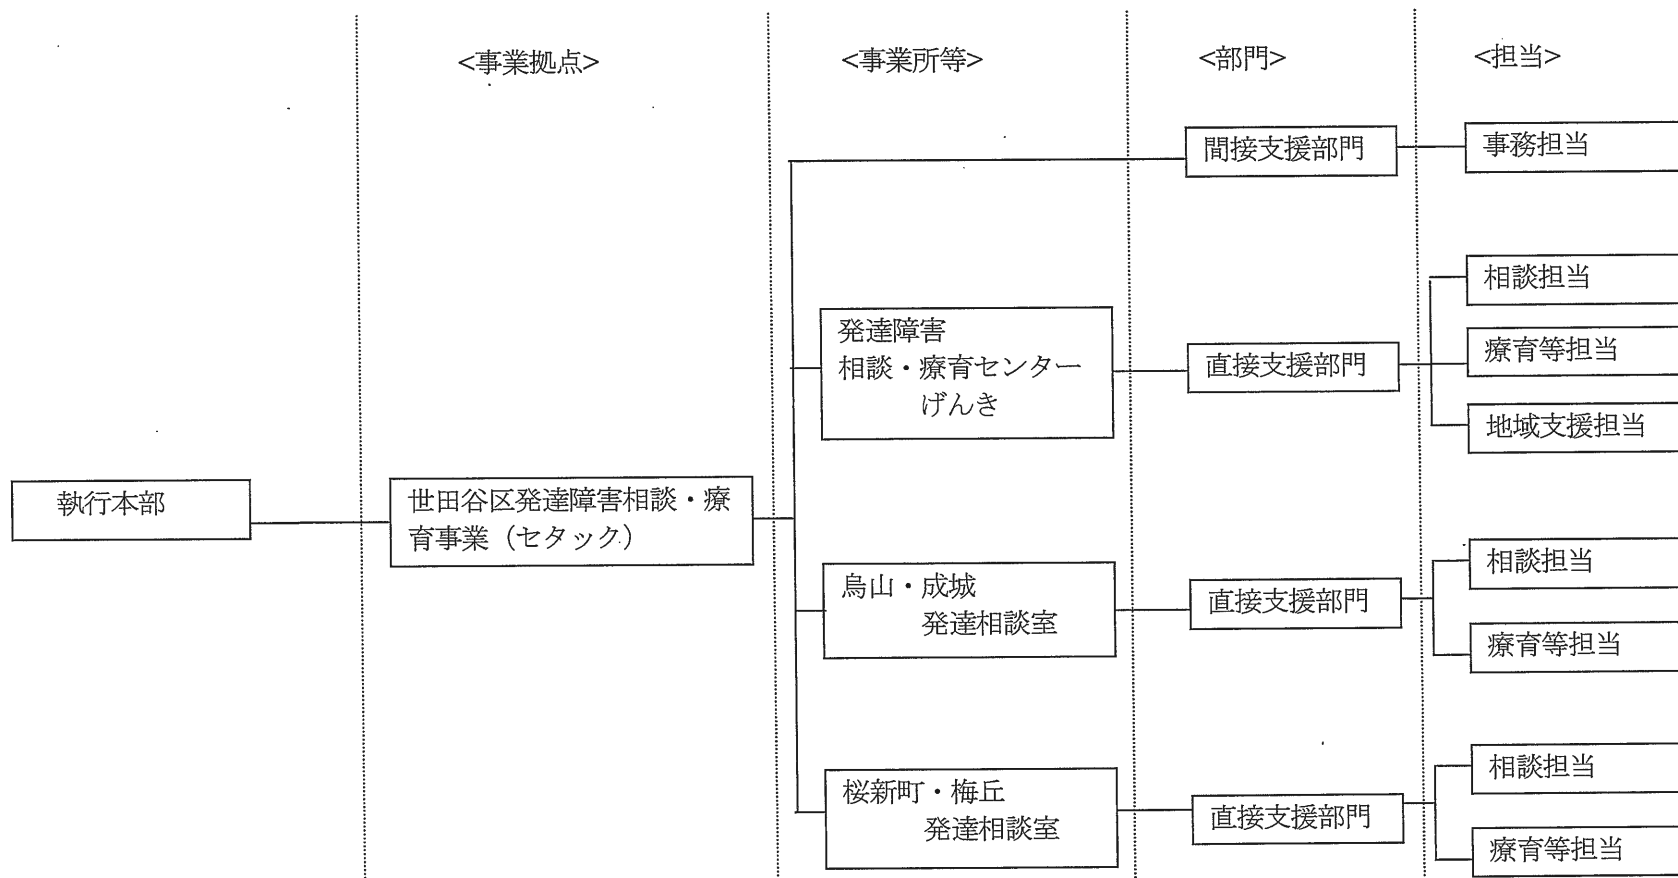 <事業拠点>
<事業所等>
<部門>
<担当>
間接支援部門
事務担当
発達障害
相談・療育センター
げんき
直接支援部門
相談担当
療育等担当
地域支援担当
執行本部
世田谷区発達障害相談・療
育事業（セタック）
烏山・成城
発達相談室
直接支援部門
相談担当
療育等担当
桜新町・梅丘
発達相談室
直接支援部門
相談担当
療育等担当